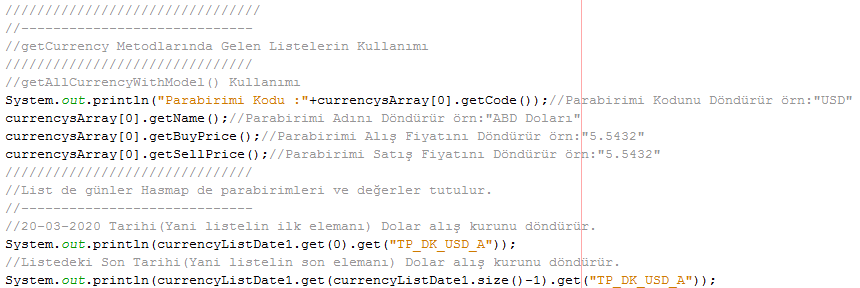 ////////////////////////////////
//-----------------------------
//getCurrency Metodlarında Gelen Listelerin Kullanımı
///////////////////////////////
//getAllCurrencyWithModel() Kullanımı
System.out.println("Parabirimi Kodu :"+currencysArray[0].getCode());//Parabirimi Kodunu Döndürür örn:"USD"
currencysArray[0].getName();//Parabirimi Adını Döndürür örn:"ABD Doları"
currencysArray[0].getBuyPrice();//Parabirimi Alış Fiyatını Döndürür örn:"5.5432"
currencysArray[0].getSellPrice();//Parabirimi Satış Fiyatını Döndürür örn:"5.5432"
///////////////////////////////
//List de günler Hasmap de parabirimleri ve değerler tutulur.
//-----------------------------
//20-03-2020 Tarihi(Yani listelin ilk elemanı) Dolar alış kurunu döndürür.
System.out.println(currencyListDate1.get(0).get("TP_DK_USD_A"));
//Listedeki Son Tarihi(Yani listelin son elemanı) Dolar alış kurunu döndürür.
System.out.println(currencyListDate1.get(currencyListDate1.size()-1).get("TP_DK_USD_A"));